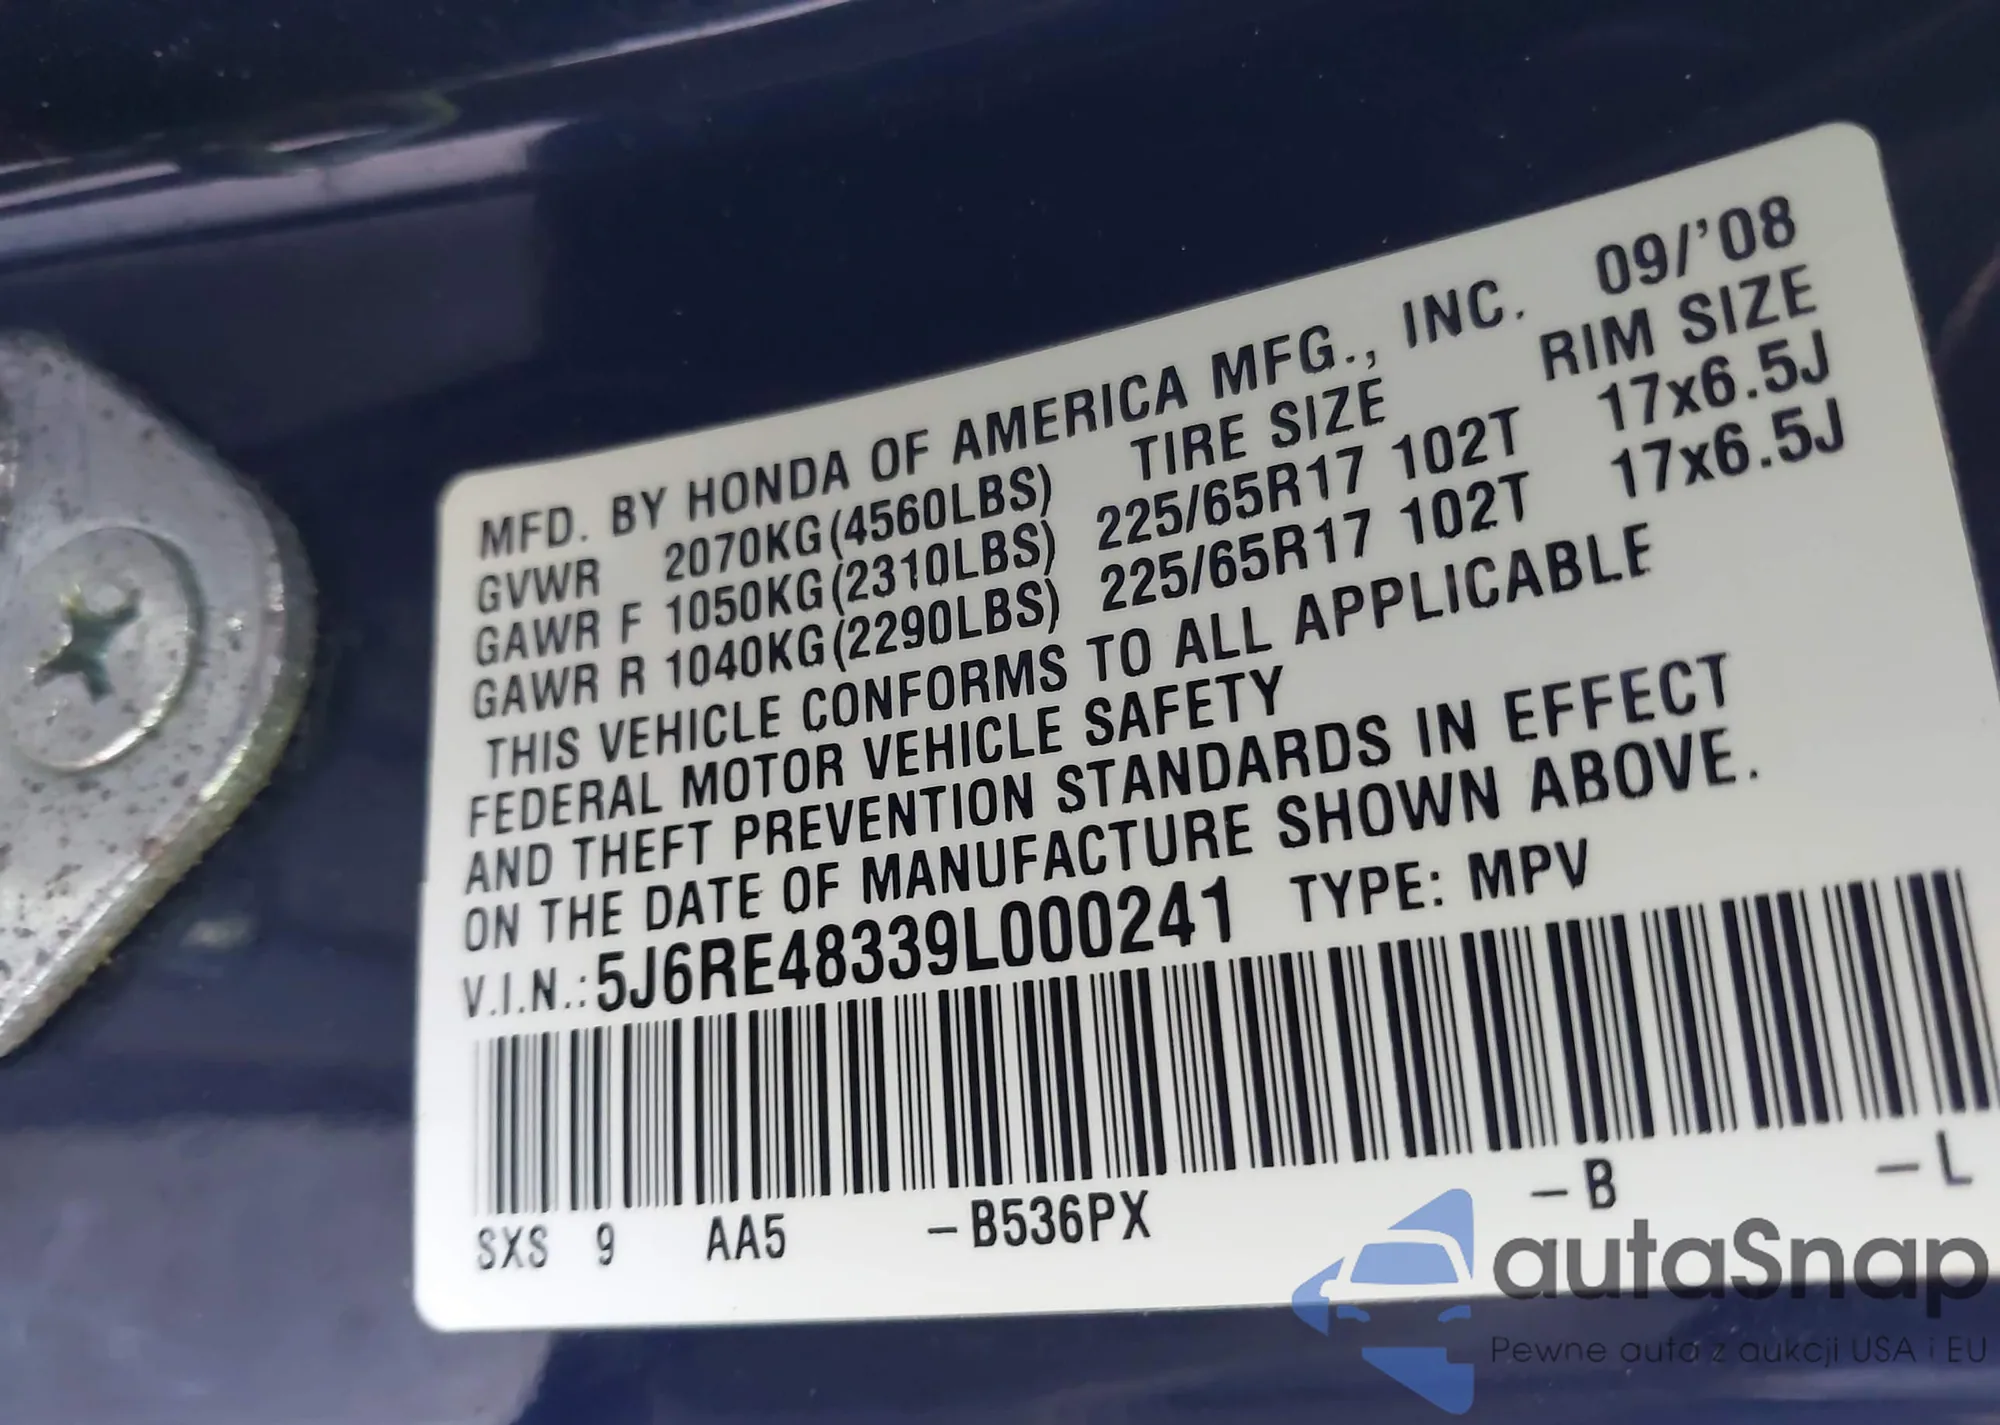 MFD. BY HONDA OF AMERICA MFG., INC. 09/'08
GVWR 2070KG(4560LBS) TIRE SIZE RIM SIZE
GAWR F 1050KG(2310LBS) 225/65R17 102T 17x6.5J
GAWR R 1040KG(2290LBS) 225/65R17 102T 17x6.5J
THIS VEHICLE CONFORMS TO ALL APPLICABLE
FEDERAL MOTOR VEHICLE SAFETY
AND THEFT PREVENTION STANDARDS IN EFFECT
ON THE DATE OF MANUFACTURE SHOWN ABOVE.
V.I.N.: 5J6RE48339L000241 TYPE: MPV
SXS 9 AA5 –B536PX –B –L
autaSnap
Pewne auta z aukcji USA i EU